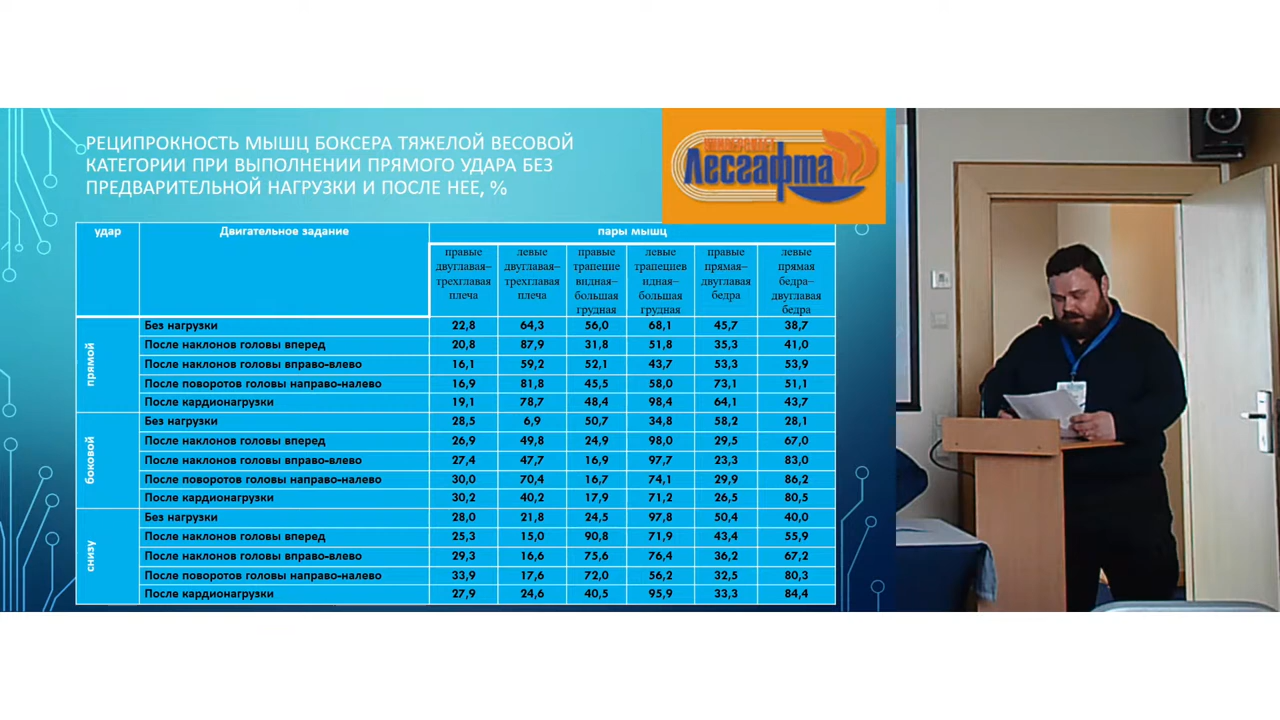 РЕЦИПРОКНОСТЬ МЫШЦ БОКСЕРА ТЯЖЕЛОЙ ВЕСОВОЙ
КАТЕГОРИИ ПРИ ВЫПОЛНЕНИИ ПРЯМОГО УДАРА БЕЗ
ПРЕДВАРИТЕЛЬНОЙ НАГРУЗКИ И ПОСЛЕ НЕЕ, %
УНИВЕРСИТЕТ
Лесгафта
удар Двигательное задание пары мышц
правые двуглавая– трехглавая плеча
левые двуглавая– трехглавая плеча
правые трапецие видная– большая грудная
левые трапециев идная– большая грудная
правые прямая– двуглавая бедра
левые прямая бедра– двуглавая бедра
прямой
Без нагрузки 22,8 64,3 56,0 68,1 45,7 38,7
После наклонов головы вперед 20,8 87,9 31,8 51,8 35,3 41,0
После наклонов головы вправо-влево 16,1 59,2 52,1 43,7 53,3 53,9
После поворотов головы направо-налево 16,9 81,8 45,5 58,0 73,1 51,1
После кардионагрузки 19,1 78,7 48,4 98,4 64,1 43,7
боковой
Без нагрузки 28,5 6,9 50,7 34,8 58,2 28,1
После наклонов головы вперед 26,9 49,8 24,9 98,0 29,5 67,0
После наклонов головы вправо-влево 27,4 47,7 16,9 97,7 23,3 83,0
После поворотов головы направо-налево 30,0 70,4 16,7 74,1 29,9 86,2
После кардионагрузки 30,2 40,2 17,9 71,2 26,5 80,5
снизу
Без нагрузки 28,0 21,8 24,5 97,8 50,4 40,0
После наклонов головы вперед 25,3 15,0 90,8 71,9 43,4 55,9
После наклонов головы вправо-влево 29,3 16,6 75,6 76,4 36,2 67,2
После поворотов головы направо-налево 33,9 17,6 72,0 56,2 32,5 80,3
После кардионагрузки 27,9 24,6 40,5 95,9 33,3 84,4